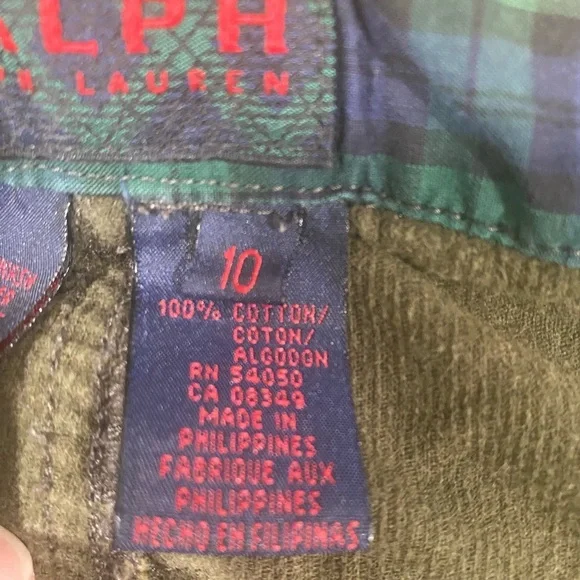 RALPH
LAUREN
10
100% COTTON/
COTON/
ALGODON
RN 54050
CA 08349
MADE IN
PHILIPPINES
FABRIQUE AUX
PHILIPPINES
HECHO EN FILIPINAS